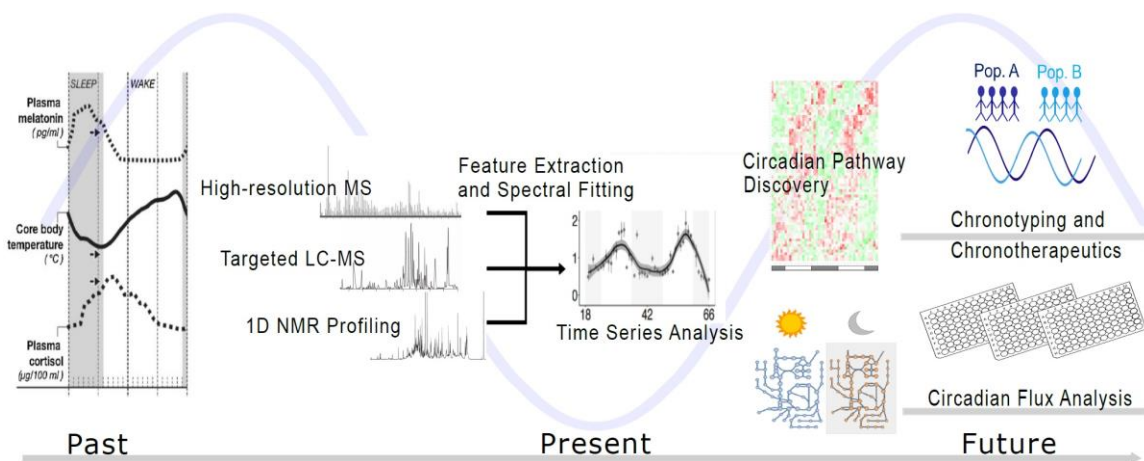 SLEEP
WAKE
Plasma
melatonin
(pg/ml)
Core body
temperature
(°C)
Plasma
cortisol
(µg/100 ml)
High-resolution MS
Targeted LC-MS
1D NMR Profiling
Feature Extraction
and Spectral Fitting
2
1
0
18
42
66
Time Series Analysis
Circadian Pathway
Discovery
Pop. A
Pop. B
Chronotyping and
Chronotherapeutics
Circadian Flux Analysis
Past
Present
Future